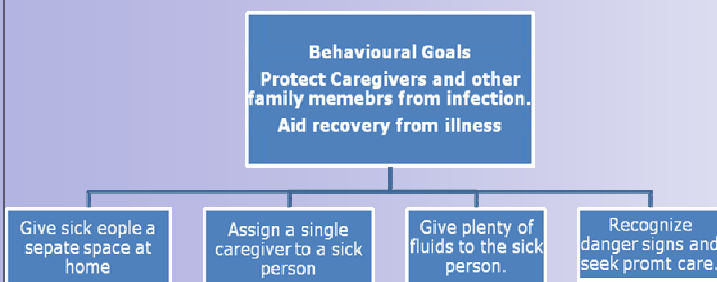 Behavioural Goals
Protect Caregivers and other
family memebrs from infection.
Aid recovery from illness
Give sick eople a
sepate space at
home
Assign a single
caregiver to a sick
person
Give plenty of
fluids to the sick
person.
Recognize
danger signs and
seek promt care.